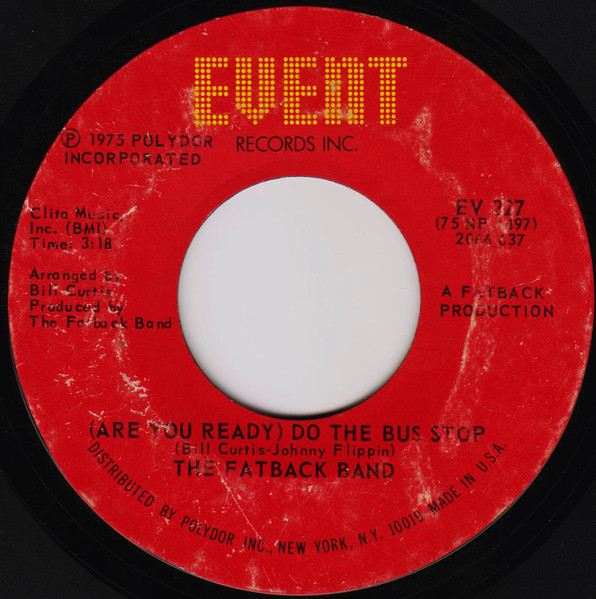 EVENT
RECORDS INC.
Ⓟ 1975 POLYDOR
INCORPORATED
Clita Music,
Inc. (BMI)
Time: 3:18
Arranged by
Bill Curtis
Produced by
The Fatback Band
EV 227
(75 NP 1497)
2066 637
A FATBACK
PRODUCTION
(ARE YOU READY) DO THE BUS STOP
(Bill Curtis-Johnny Flippin)
THE FATBACK BAND
DISTRIBUTED BY POLYDOR INC., NEW YORK, N.Y. 10019 MADE IN U.S.A.